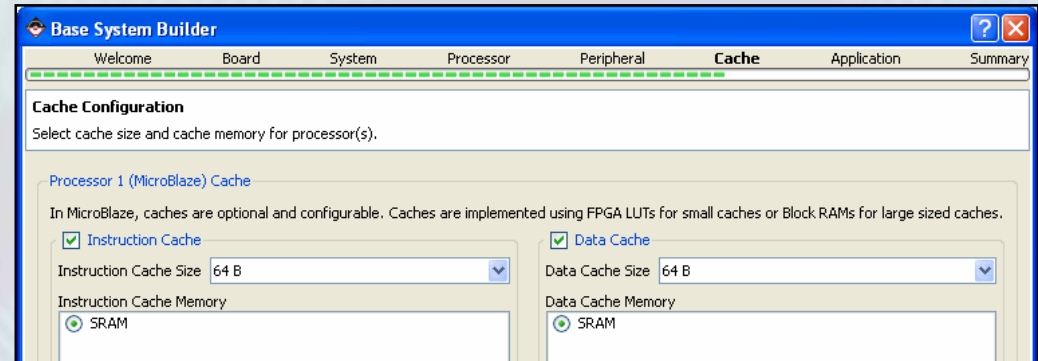 Base System Builder
Welcome Board System Processor Peripheral Cache Application Summary
Cache Configuration
Select cache size and cache memory for processor(s).
Processor 1 (MicroBlaze) Cache
In MicroBlaze, caches are optional and configurable. Caches are implemented using FPGA LUTs for small caches or Block RAMs for large sized caches.
Instruction Cache Data Cache
Instruction Cache Size 64 B Data Cache Size 64 B
Instruction Cache Memory Data Cache Memory
SRAM SRAM